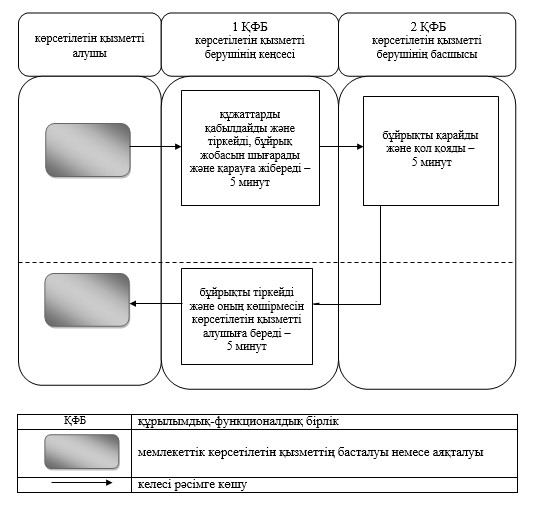 көрсетілетін қызметті
алушы
1 ҚФБ
көрсетілетін қызметті
берушінің кеңсесі
2 ҚФБ
көрсетілетін қызметті
берушінің басшысы
құжаттарды
қабылдайды және
тіркейді, бұйрық
жобасын шығарады
және қарауға жібереді –
5 минут
бұйрықты қарайды
және қол қояды –
5 минут
бұйрықты тіркейді
және оның көшірмесін
көрсетілетін қызметті
алушыға береді –
5 минут
ҚФБ
құрылымдық-функционалдық бірлік
мемлекеттік көрсетілетін қызметтің басталуы немесе аяқталуы
келесі рәсімге көшу